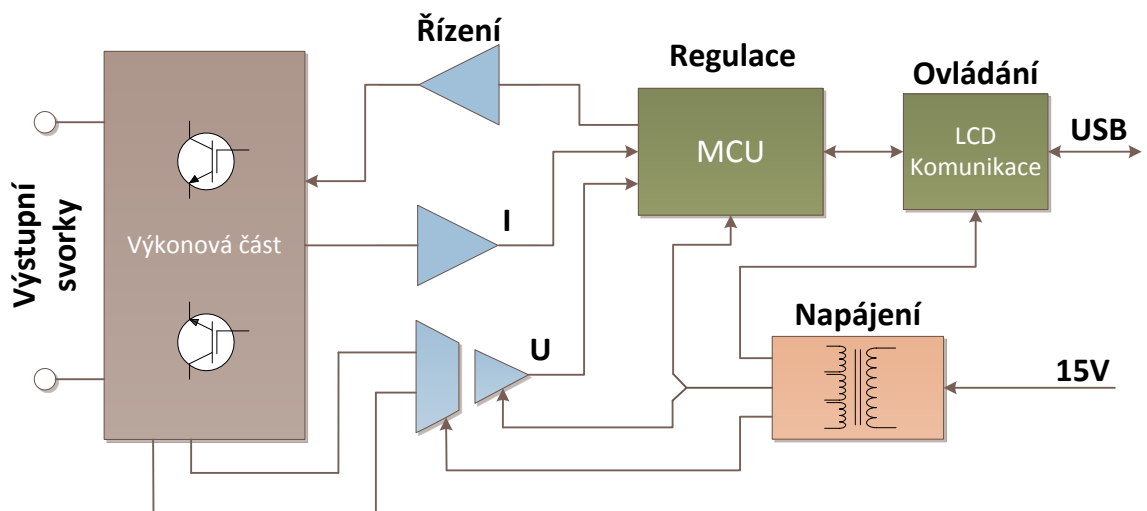 Řízení
Regulace
Ovládání
USB
MCU
LCD
Komunikace
Výstupní
svorky
Výkonová část
I
U
Napájení
15V